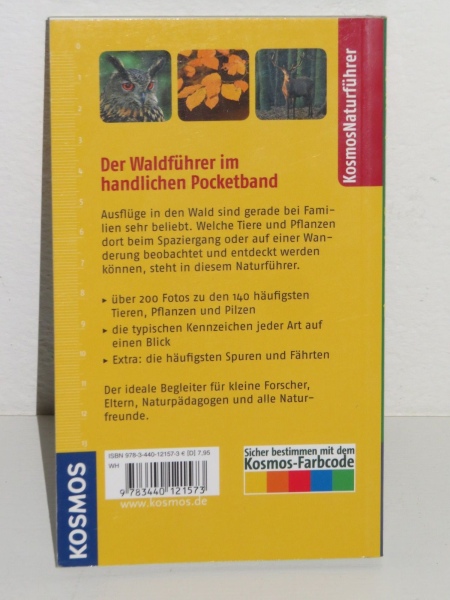 KosmosNaturführer
Der Waldführer im
handlichen Pocketband
Ausflüge in den Wald sind gerade bei Fami-
lien sehr beliebt. Welche Tiere und Pflanzen
dort beim Spaziergang oder auf einer Wan-
derung beobachtet und entdeckt werden
können, steht in diesem Naturführer.
▸ über 200 Fotos zu den 140 häufigsten
Tieren, Pflanzen und Pilzen
▸ die typischen Kennzeichen jeder Art auf
einen Blick
▸ Extra: die häufigsten Spuren und Fährten
Der ideale Begleiter für kleine Forscher,
Eltern, Naturpädagogen und alle Natur-
freunde.
ISBN 978-3-440-12157-3 € [D] 7,95
WH
9 783440 121573
www.kosmos.de
Sicher bestimmen mit dem
Kosmos-Farbcode
KOSMOS